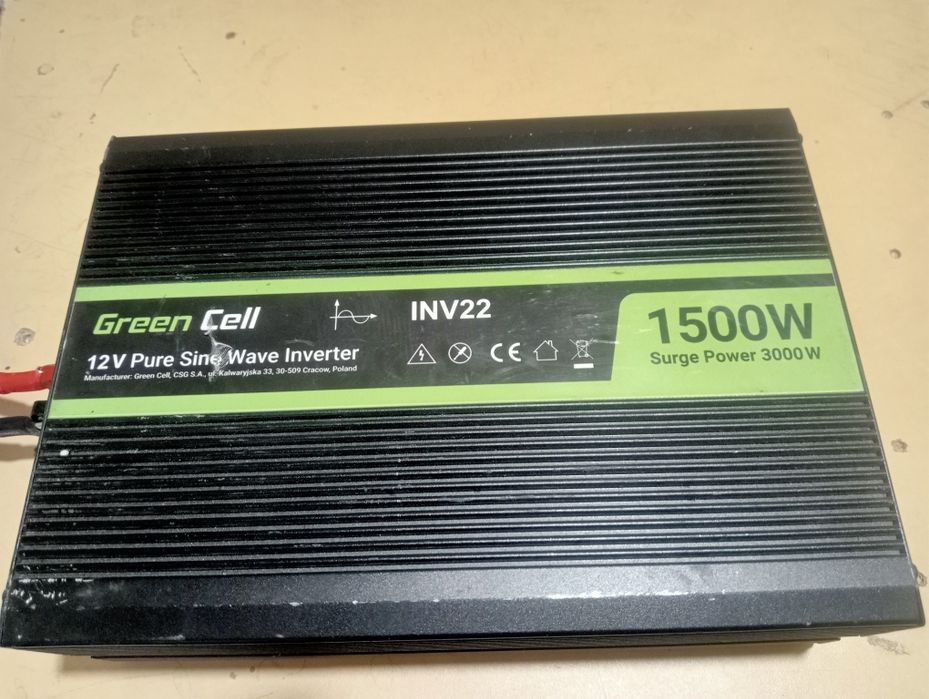 Green Cell
12V Pure Sine Wave Inverter
Manufacturer: Green Cell, CSG S.A., ul. Kalwaryjska 33, 30-509 Cracow, Poland
INV22
CE
1500W
Surge Power 3000W